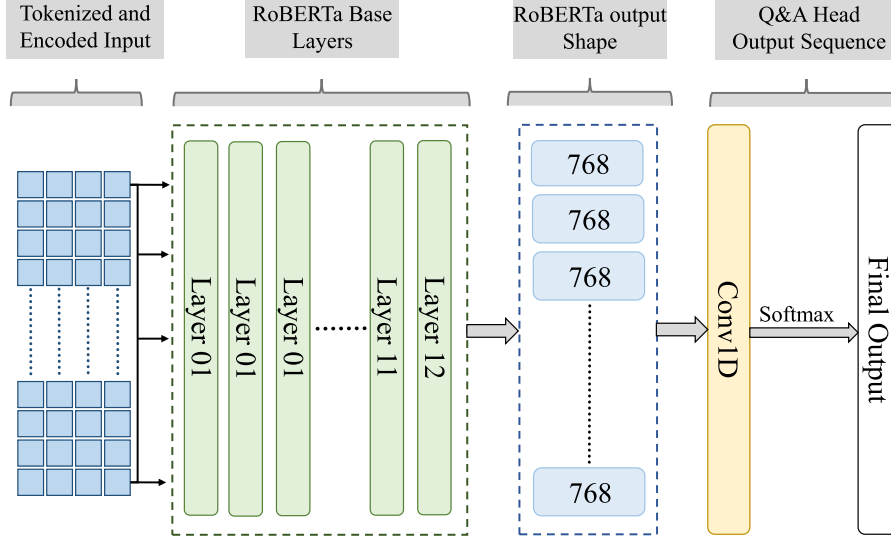 Tokenized and
Encoded Input
RoBERTa Base
Layers
RoBERTa output
Shape
Q&A Head
Output Sequence
Layer 01
Layer 01
Layer 01
Layer 11
Layer 12
768
768
768
768
Conv1D
Softmax
Final Output